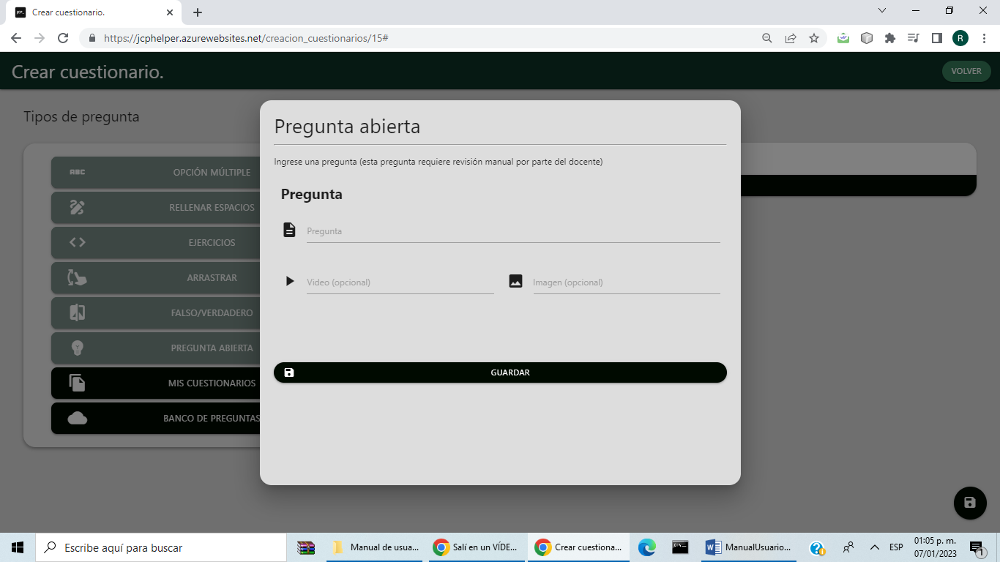 JCP_
Crear cuestionario.
https://jcphelper.azurewebsites.net/creacion_cuestionarios/15#
R
Crear cuestionario.
VOLVER
Tipos de pregunta
ABC
OPCIÓN MÚLTIPLE
RELLENAR ESPACIOS
EJERCICIOS
ARRASTRAR
FALSO/VERDADERO
PREGUNTA ABIERTA
MIS CUESTIONARIOS
BANCO DE PREGUNTAS
Pregunta abierta
Ingrese una pregunta (esta pregunta requiere revisión manual por parte del docente)
Pregunta
Pregunta
Video (opcional)
Imagen (opcional)
GUARDAR
Escribe aquí para buscar
Manual de usua...
Salí en un VÍDE...
Crear cuestiona...
ManualUsuario...
ESP
01:05 p. m.
07/01/2023
1